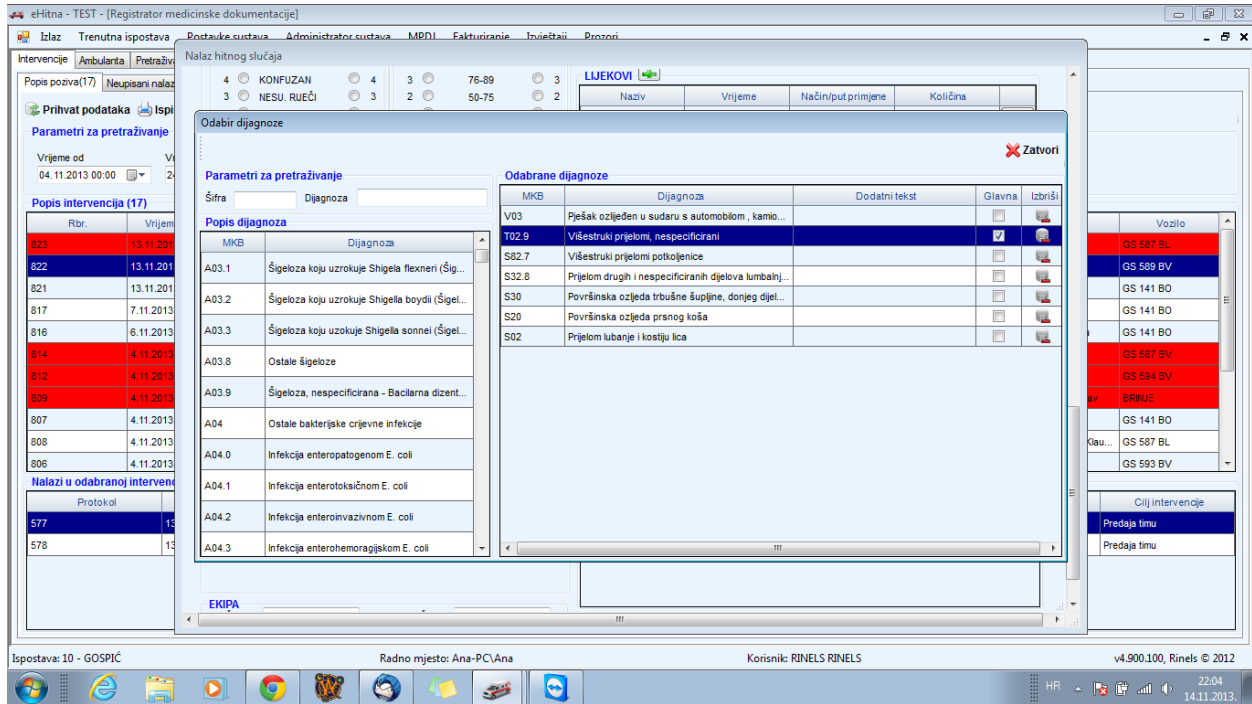 eHitna - TEST - [Registrator medicinske dokumentacije]
Izlaz Trenutna ispostava Postavke sustava Administrator sustava MPDI Fakturiranje Izvještaji Prozori
Intervencije Ambulanta
Nalaz hitnog slučaja
Popis poziva(17) Neupisani
4 KONFUZAN 4 3 76-89 3
3 NESU. RIJEČI 3 2 50-75 2
LIJEKOVI
Naziv Vrijeme Način/put primjene Količina
Prihvat podataka
Parametri za pretraživanje
Vrijeme od
04.11.2013 00:00
Popis intervencija (17)
Rbr.
Vozilo
823 GS 587 BL
822 GS 589 BV
821 GS 141 BO
817 7.11.2013 GS 141 BO
816 6.11.2013 GS 141 BO
814 4.11.2013 GS 587 BV
812 4.11.2013 GS 594 BV
809 4.11.2013 BRINJE
807 4.11.2013 GS 141 BO
808 4.11.2013 Klau... GS 587 BL
806 4.11.2013 GS 593 BV
Nalazi u odabranoj
Protokol
Cilj intervencije
577 Predaja timu
578 Predaja timu
Odabir dijagnoze
Zatvori
Parametri za pretraživanje
Šifra Dijagnoza
Popis dijagnoza
MKB Dijagnoza
A03.1 Šigeloza koju uzrokuje Shigela flexneri (Šig...
A03.2 Šigeloza koju uzrokuje Shigella boydii (Šigel...
A03.3 Šigeloza koju uzokuje Shigella sonnei (Šigel...
A03.8 Ostale šigeloze
A03.9 Šigeloza, nespecificirana - Bacilarna dizent...
A04 Ostale bakterijske crijevne infekcije
A04.0 Infekcija enteropatogenom E. coli
A04.1 Infekcija enterotoksičnom E. coli
A04.2 Infekcija enteroinvazivnom E. coli
A04.3 Infekcija enterohemoragijskom E. coli
Odabrane dijagnoze
MKB Dijagnoza Dodatni tekst Glavna Izbriši
V03 Pješak ozlijeđen u sudaru s automobilom , kamio...
T02.9 Višestruki prijelomi, nespecificirani
S82.7 Višestruki prijelomi potkoljenice
S32.8 Prijelom drugih i nespecificiranih dijelova lumbalnj...
S30 Površinska ozljeda trbušne šupljine, donjeg dijel...
S20 Površinska ozljeda prsnog koša
S02 Prijelom lubanje i kostiju lica
EKIPA
Ispostava: 10 - GOSPIĆ Radno mjesto: Ana-PC\Ana Korisnik: RINELS RINELS v4.900.100, Rinels © 2012
HR 22:04
14.11.2013.